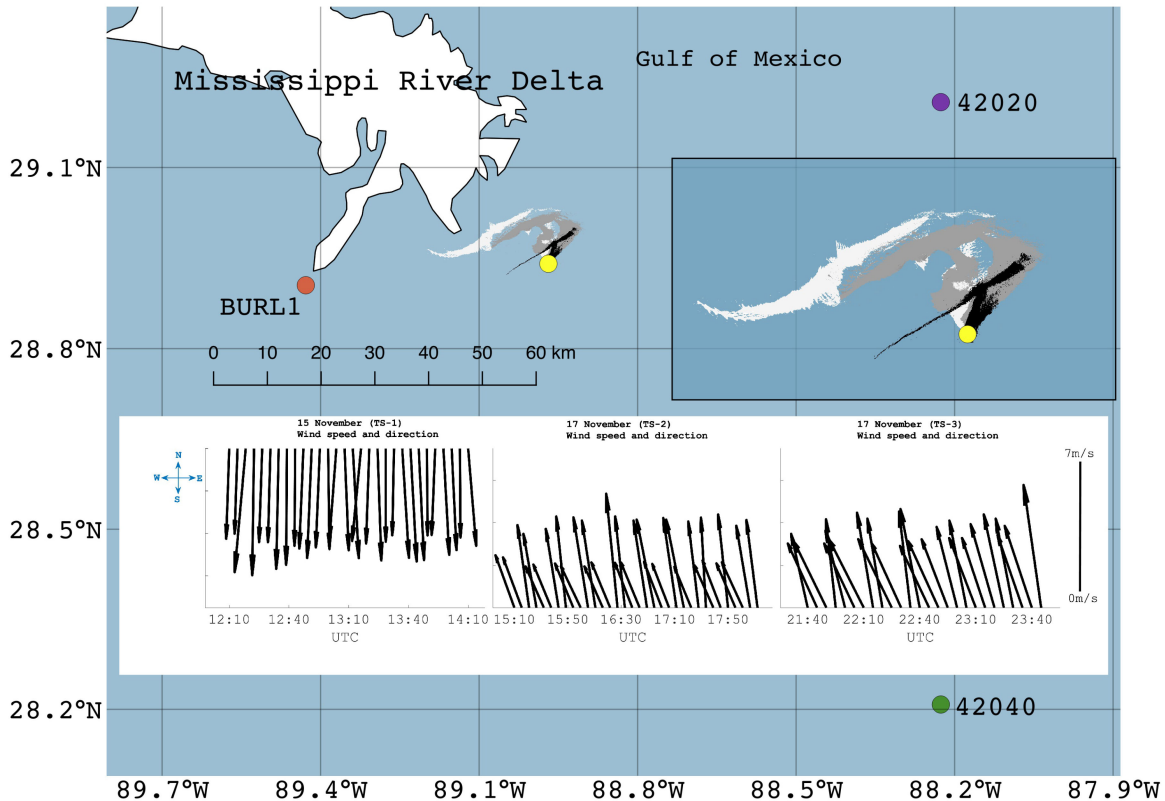 Gulf of Mexico
Mississippi River Delta
42020
29.1°N
BURL1
28.8°N
0 10 20 30 40 50 60 km
15 November (TS-1)
Wind speed and direction
17 November (TS-2)
Wind speed and direction
17 November (TS-3)
Wind speed and direction
N
W E
S
7m/s
28.5°N
0m/s
12:10 12:40 13:10 13:40 14:10
UTC
15:10 15:50 16:30 17:10 17:50
UTC
21:40 22:10 22:40 23:10 23:40
UTC
28.2°N
42040
89.7°W 89.4°W 89.1°W 88.8°W 88.5°W 88.2°W 87.9°W